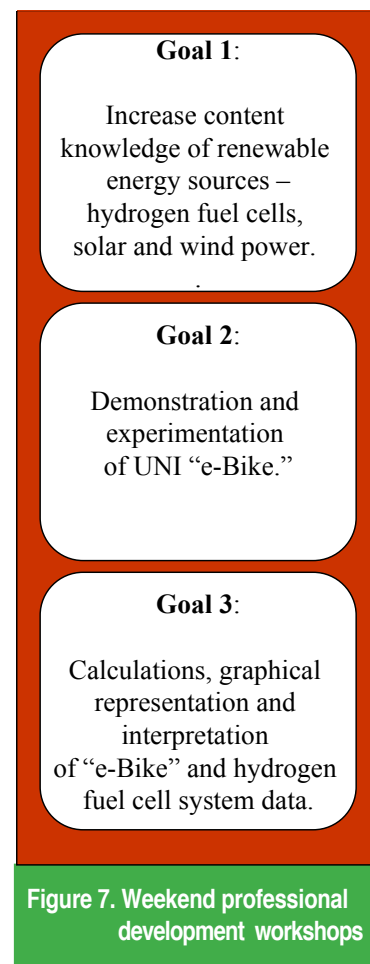 Goal 1:
Increase content
knowledge of renewable
energy sources –
hydrogen fuel cells,
solar and wind power.
.
Goal 2:
Demonstration and
experimentation
of UNI “e-Bike.”
Goal 3:
Calculations, graphical
representation and
interpretation
of “e-Bike” and hydrogen
fuel cell system data.
Figure 7. Weekend professional
development workshops